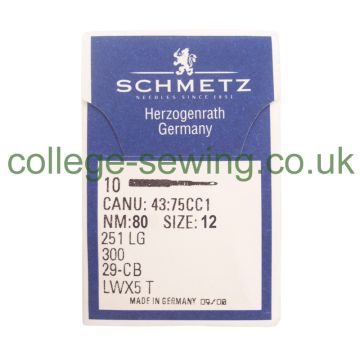 SCHMETZ
NEEDLES SINCE 1851
Herzogenrath
Germany
college-sewing.co.uk
10
CANU: 43:75CC1
NM:80 SIZE: 12
251 LG
300
29-CB
LWX5 T
MADE IN GERMANY 09/08